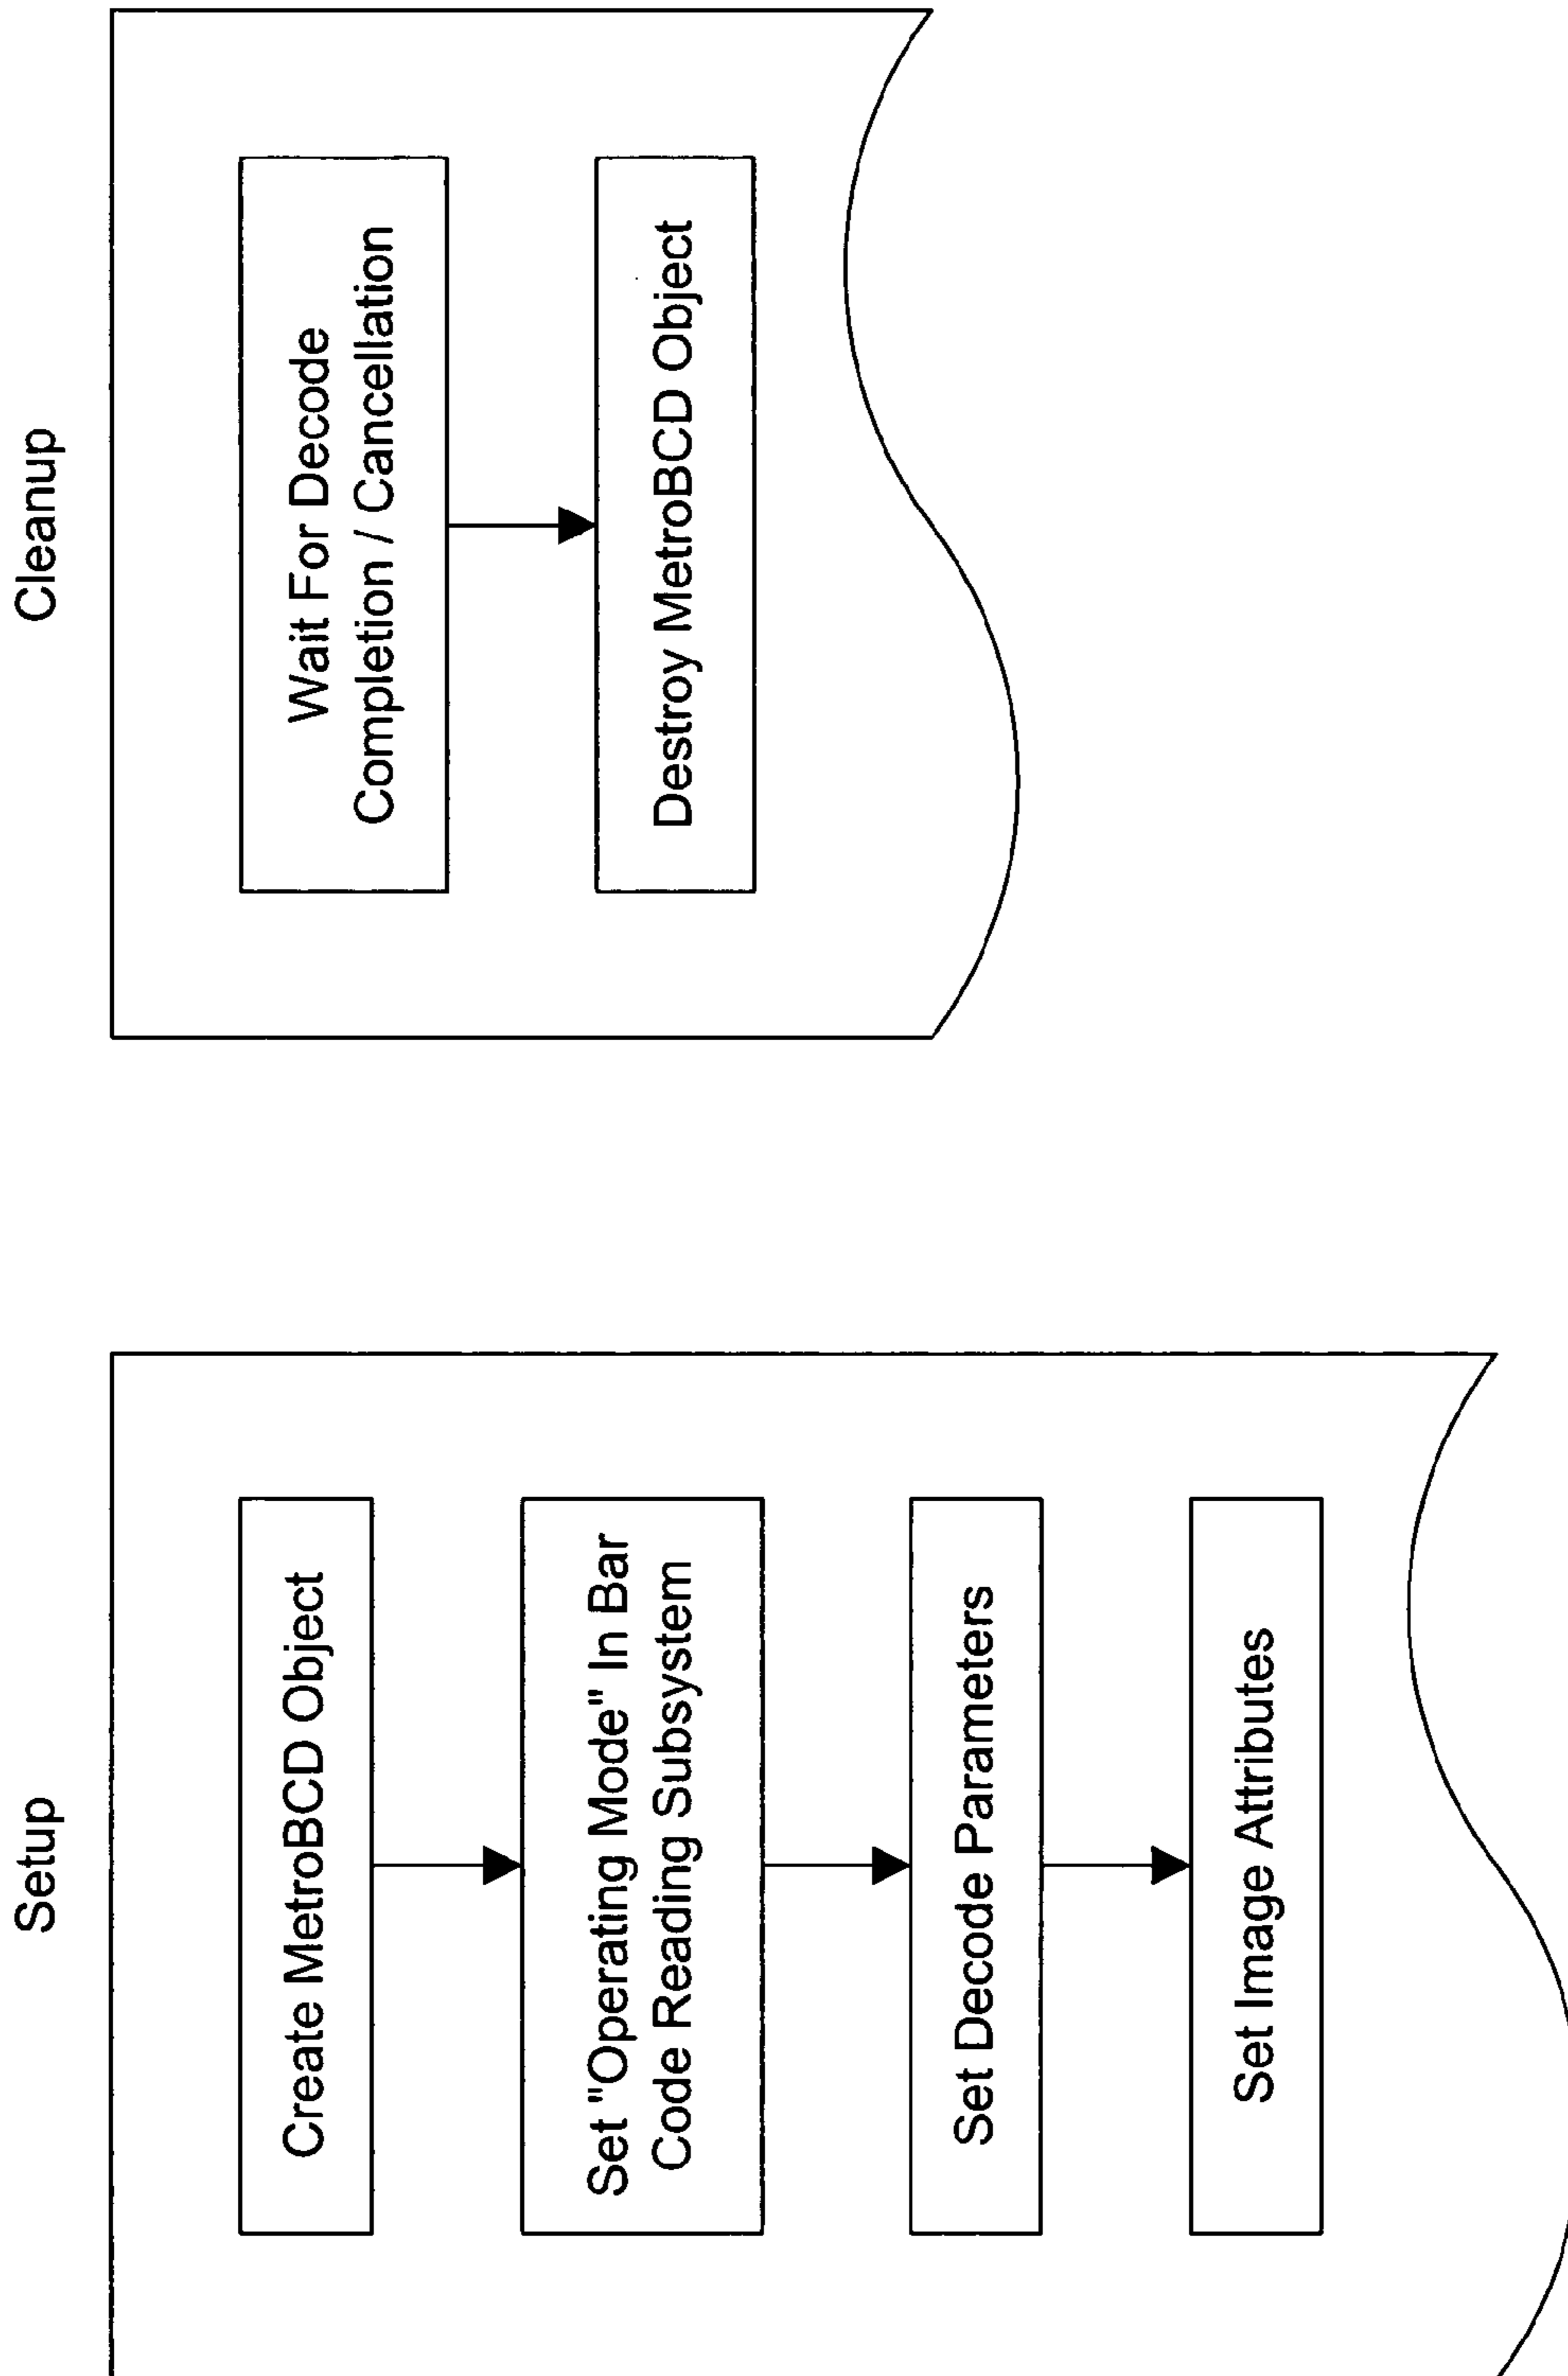 Setup
Create MetroBCD Object
Set "Operating Mode" In Bar
Code Reading Subsystem
Set Decode Parameters
Set Image Attributes
Cleanup
Wait For Decode
Completion / Cancellation
Destroy MetroBCD Object